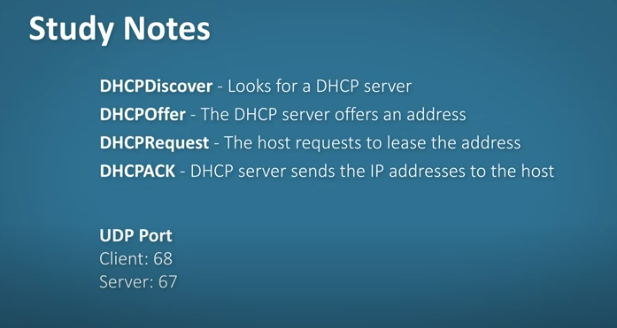 Study Notes
DHCPDiscover - Looks for a DHCP server
DHCPOffer - The DHCP server offers an address
DHCPRequest - The host requests to lease the address
DHCPACK - DHCP server sends the IP addresses to the host
UDP Port
Client: 68
Server: 67